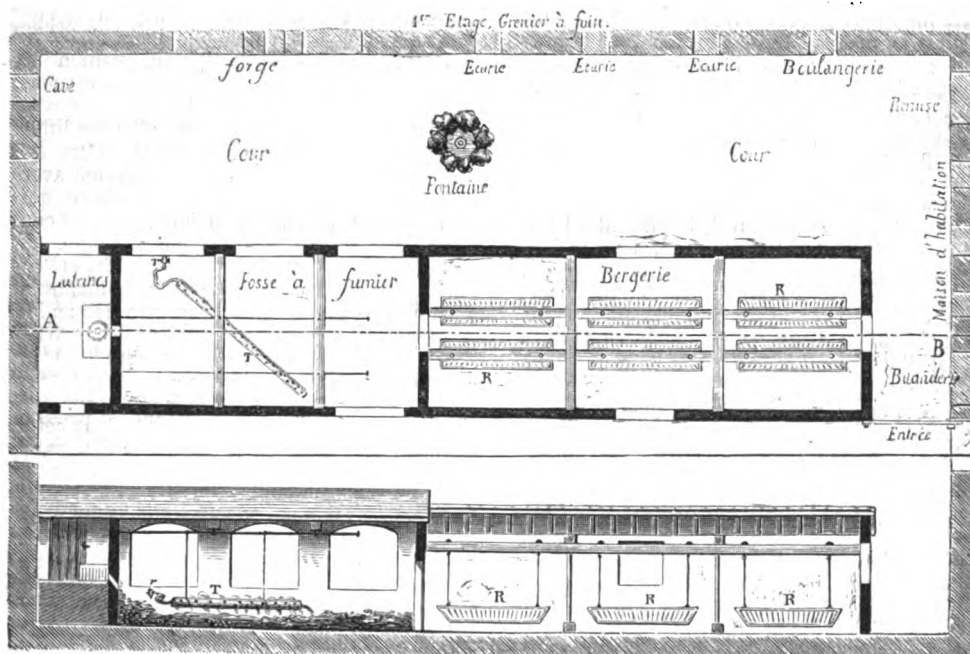 1er Etage, Grenier à foin.
forge
Ecurie
Ecurie
Ecurie
Boulangerie
Cave
Remise
Cour
Cour
Fontaine
Maison d'habitation
Latrines
r
Fosse à fumier
Bergerie
R
A
T
B
R
Buanderie
Entrée
r
T
R
R
R